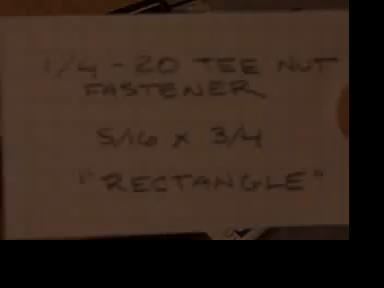 1/4 - 20 TEE NUT
FASTENER
5/16 x 3/4
"RECTANGLE"